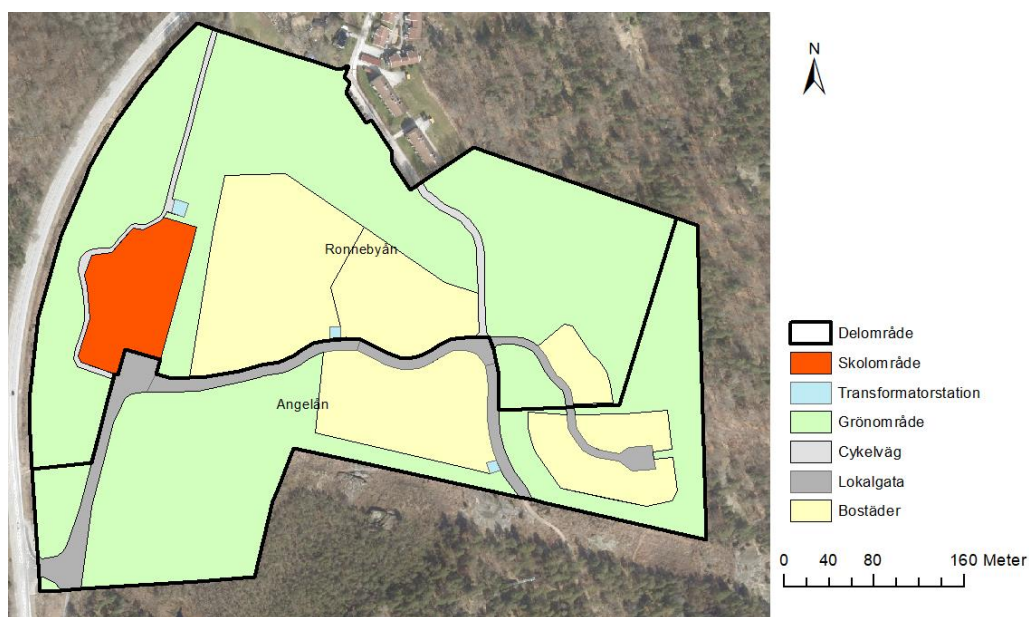 N
Ronnebyån
Angelån
Delområde
Skolområde
Transformatorstation
Grönområde
Cykelväg
Lokalgata
Bostäder
0 40 80 160 Meter